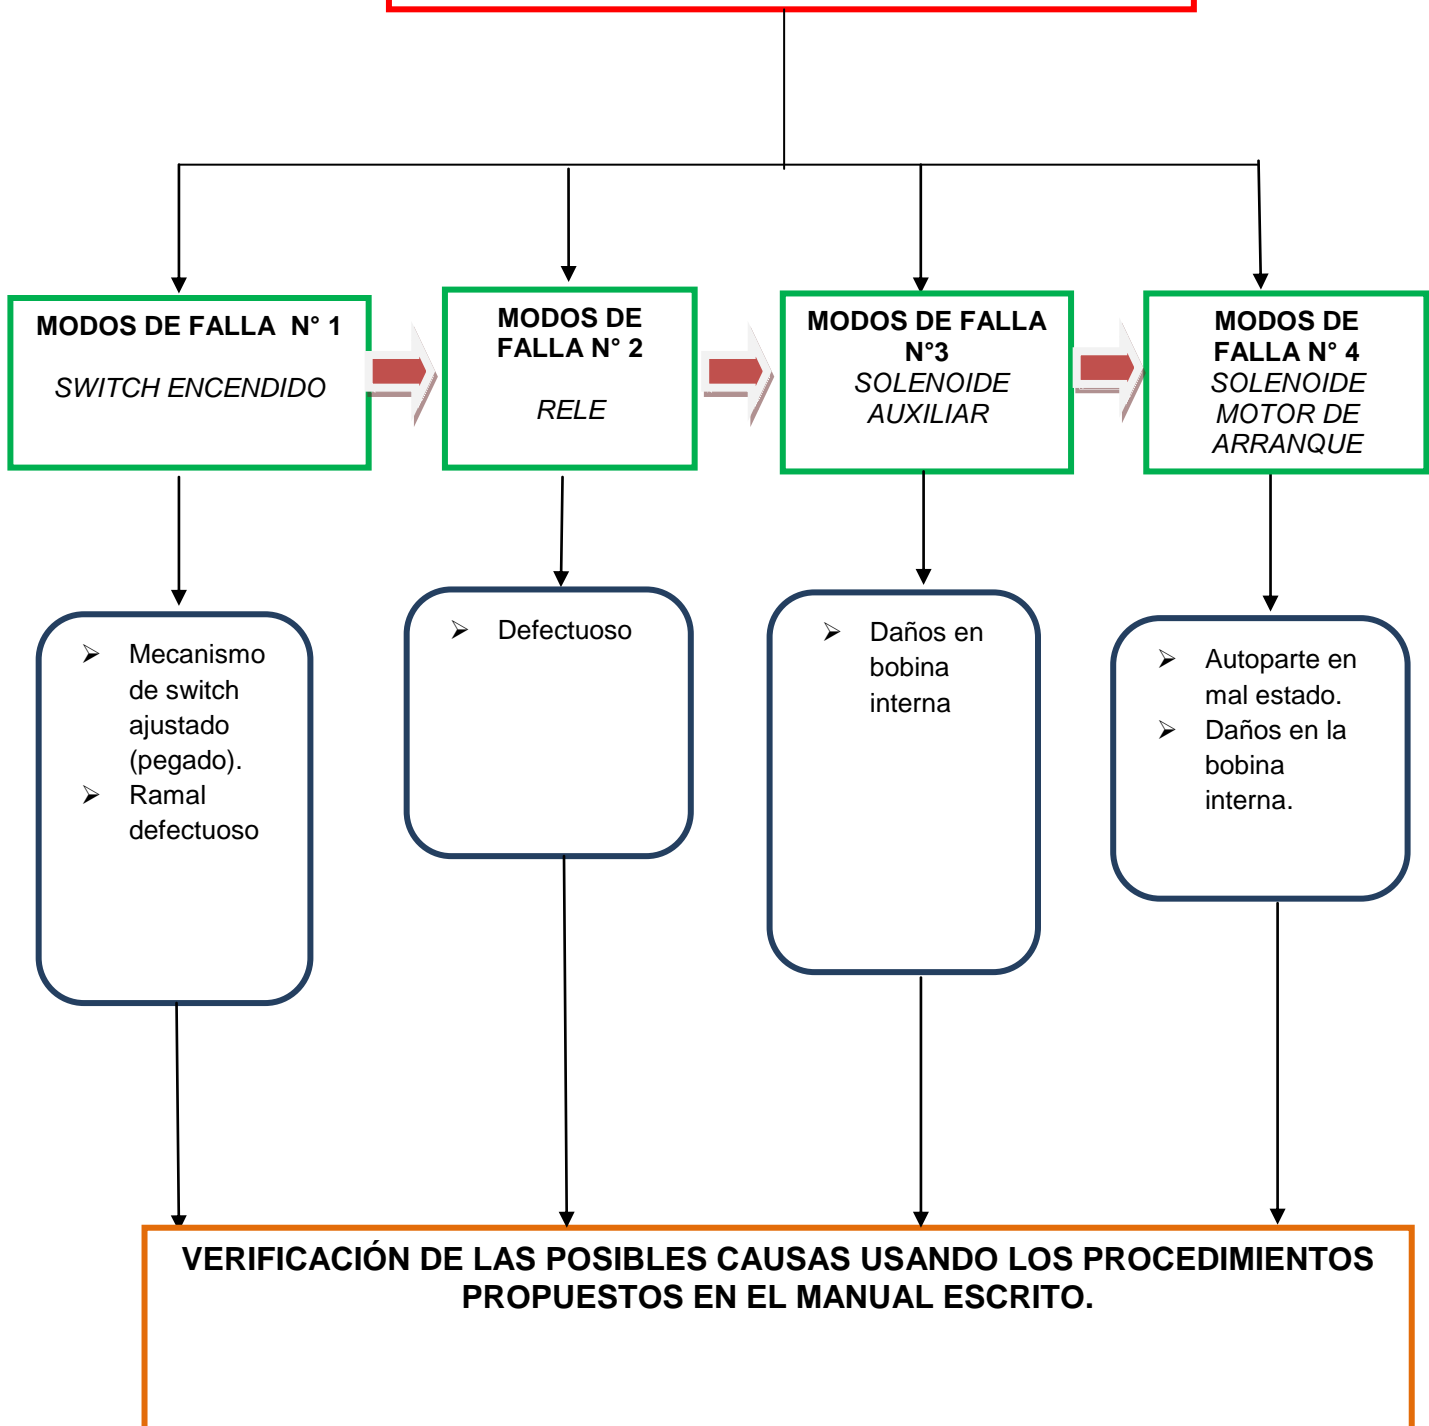 MODOS DE FALLA N° 1
SWITCH ENCENDIDO
MODOS DE
FALLA N° 2
RELE
MODOS DE FALLA
N°3
SOLENOIDE
AUXILIAR
MODOS DE
FALLA N° 4
SOLENOIDE
MOTOR DE
ARRANQUE
➢ Mecanismo
de switch
ajustado
(pegado).
➢ Ramal
defectuoso
➢ Defectuoso
➢ Daños en
bobina
interna
➢ Autoparte en
mal estado.
➢ Daños en la
bobina
interna.
VERIFICACIÓN DE LAS POSIBLES CAUSAS USANDO LOS PROCEDIMIENTOS
PROPUESTOS EN EL MANUAL ESCRITO.